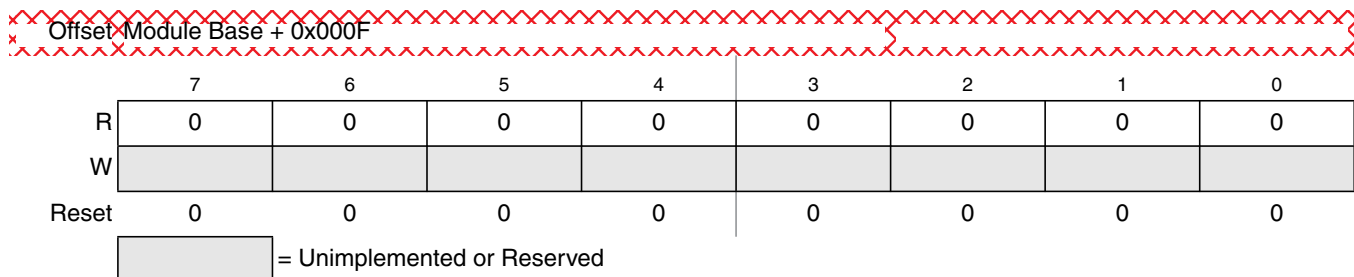 Offset Module Base + 0x000F
7 6 5 4 3 2 1 0
R 0 0 0 0 0 0 0 0
W
Reset 0 0 0 0 0 0 0 0
= Unimplemented or Reserved